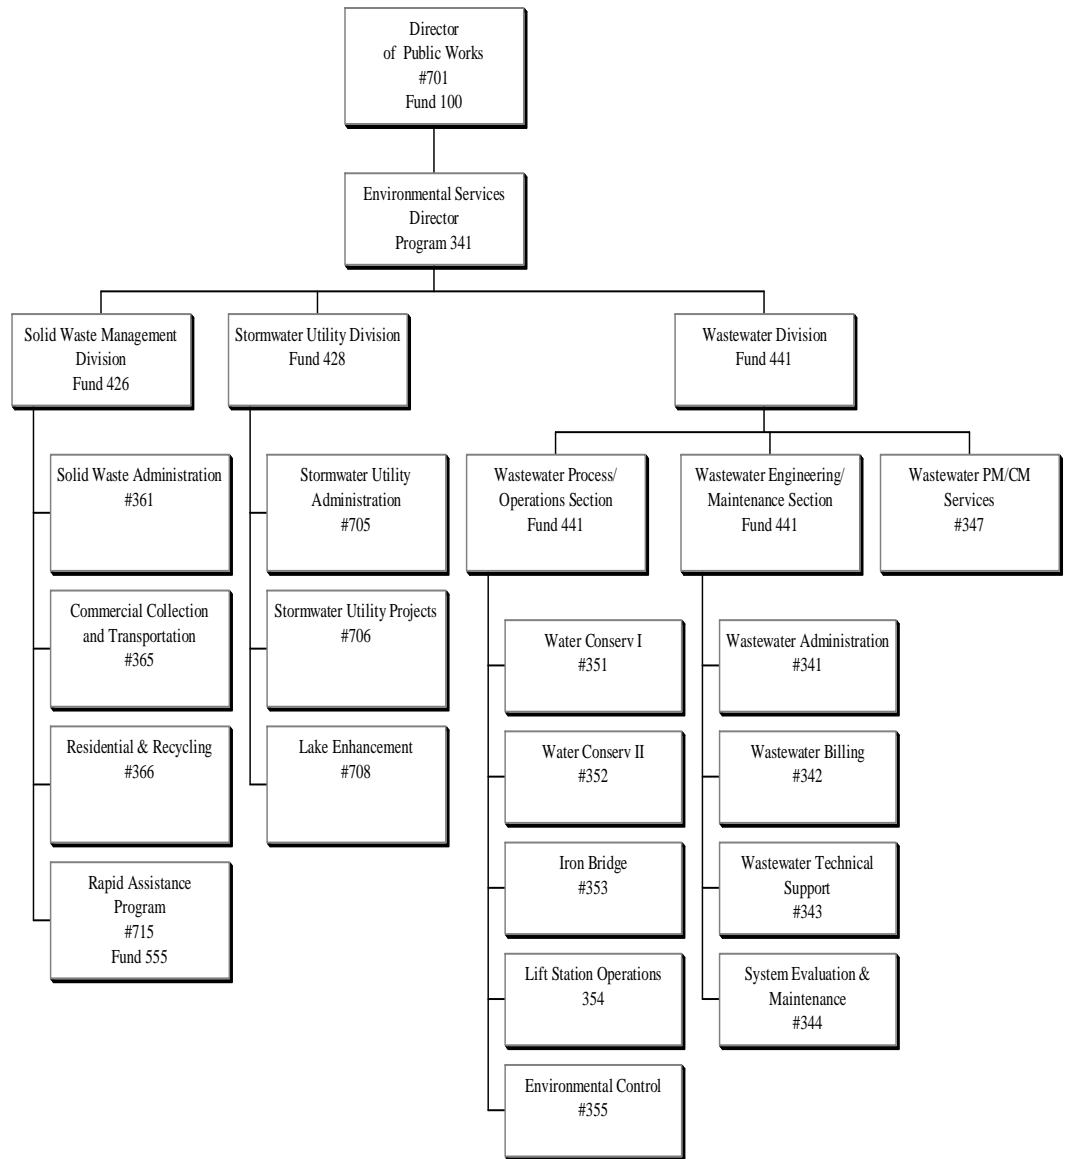 Director
of Public Works
#701
Fund 100
Environmental Services
Director
Program 341
Solid Waste Management
Division
Fund 426
Stormwater Utility Division
Fund 428
Wastewater Division
Fund 441
Solid Waste Administration
#361
Commercial Collection
and Transportation
#365
Residential & Recycling
#366
Rapid Assistance
Program
#715
Fund 555
Stormwater Utility
Administration
#705
Stormwater Utility Projects
#706
Lake Enhancement
#708
Wastewater Process/
Operations Section
Fund 441
Wastewater Engineering/
Maintenance Section
Fund 441
Wastewater PM/CM
Services
#347
Water Conserv I
#351
Water Conserv II
#352
Iron Bridge
#353
Lift Station Operations
354
Environmental Control
#355
Wastewater Administration
#341
Wastewater Billing
#342
Wastewater Technical
Support
#343
System Evaluation &
Maintenance
#344